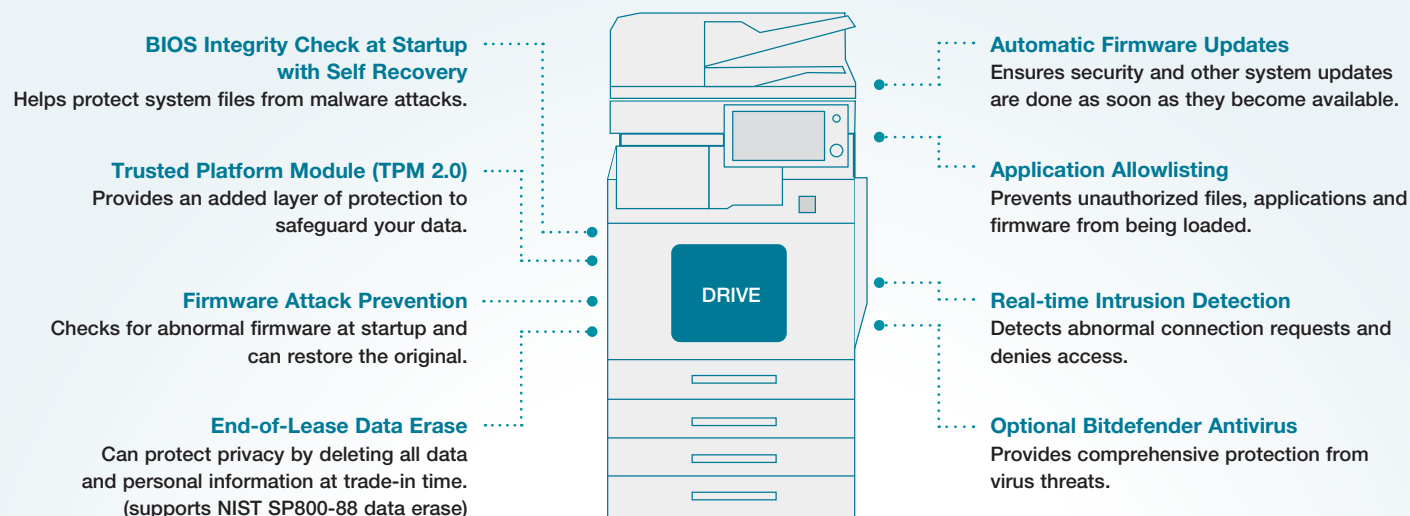 BIOS Integrity Check at Startup
with Self Recovery
Helps protect system files from malware attacks.
Trusted Platform Module (TPM 2.0)
Provides an added layer of protection to
safeguard your data.
Firmware Attack Prevention
Checks for abnormal firmware at startup and
can restore the original.
End-of-Lease Data Erase
Can protect privacy by deleting all data
and personal information at trade-in time.
(supports NIST SP800-88 data erase)
DRIVE
Automatic Firmware Updates
Ensures security and other system updates
are done as soon as they become available.
Application Allowlisting
Prevents unauthorized files, applications and
firmware from being loaded.
Real-time Intrusion Detection
Detects abnormal connection requests and
denies access.
Optional Bitdefender Antivirus
Provides comprehensive protection from
virus threats.